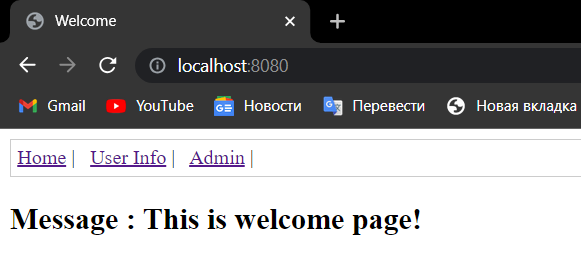 Welcome
localhost:8080
Gmail YouTube Новости Перевести Новая вкладка
Home | User Info | Admin |
Message : This is welcome page!